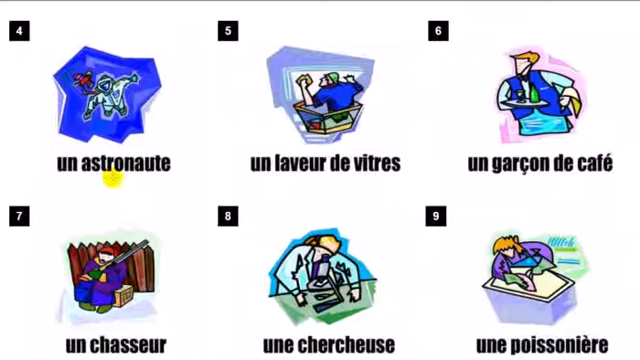 4
5
6
un astronaute
un laveur de vitres
un garçon de café
7
8
9
un chasseur
une chercheuse
une poissonière